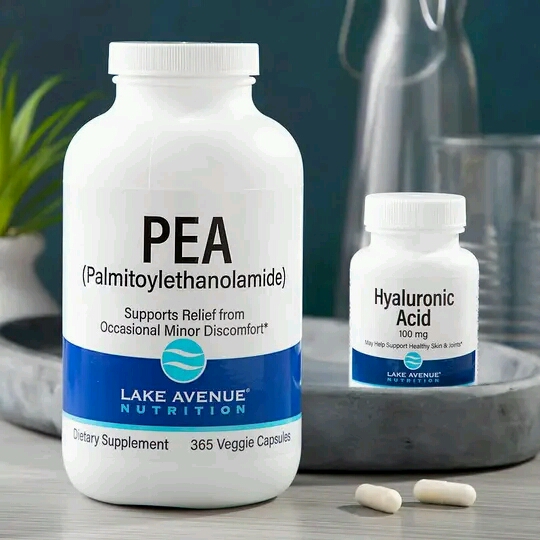 PEA
(Palmitoylethanolamide)
Supports Relief from
Occasional Minor Discomfort*
LAKE AVENUE®
NUTRITION
Dietary Supplement 365 Veggie Capsules
Hyaluronic
Acid
100 mg
May Help Support Healthy Skin & Joints*
LAKE AVENUE®
NUTRITION